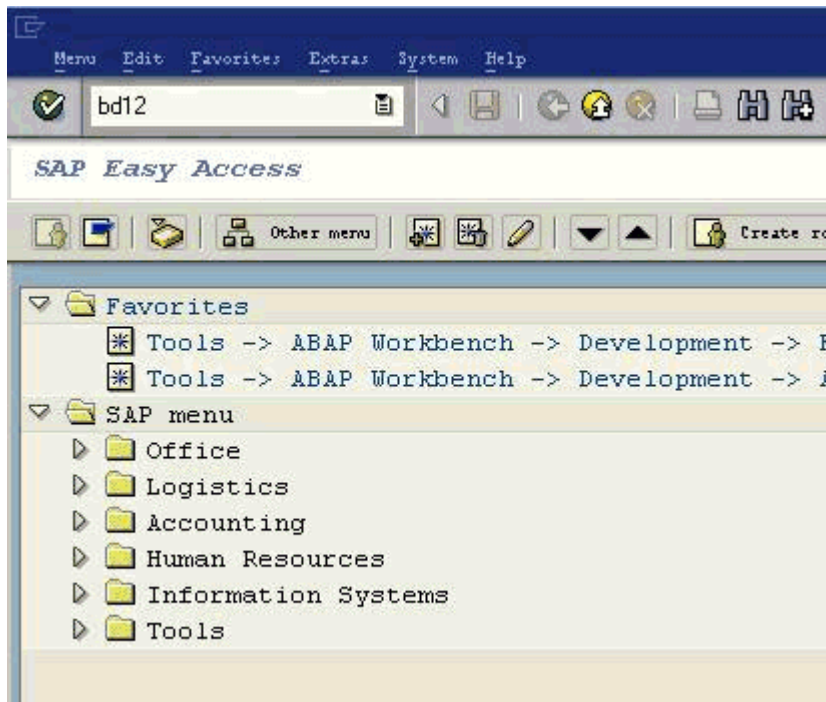 Menu Edit Favorites Extras System Help
bd12
SAP Easy Access
Other menu Create
Favorites
Tools -> ABAP Workbench -> Development ->
Tools -> ABAP Workbench -> Development ->
SAP menu
Office
Logistics
Accounting
Human Resources
Information Systems
Tools